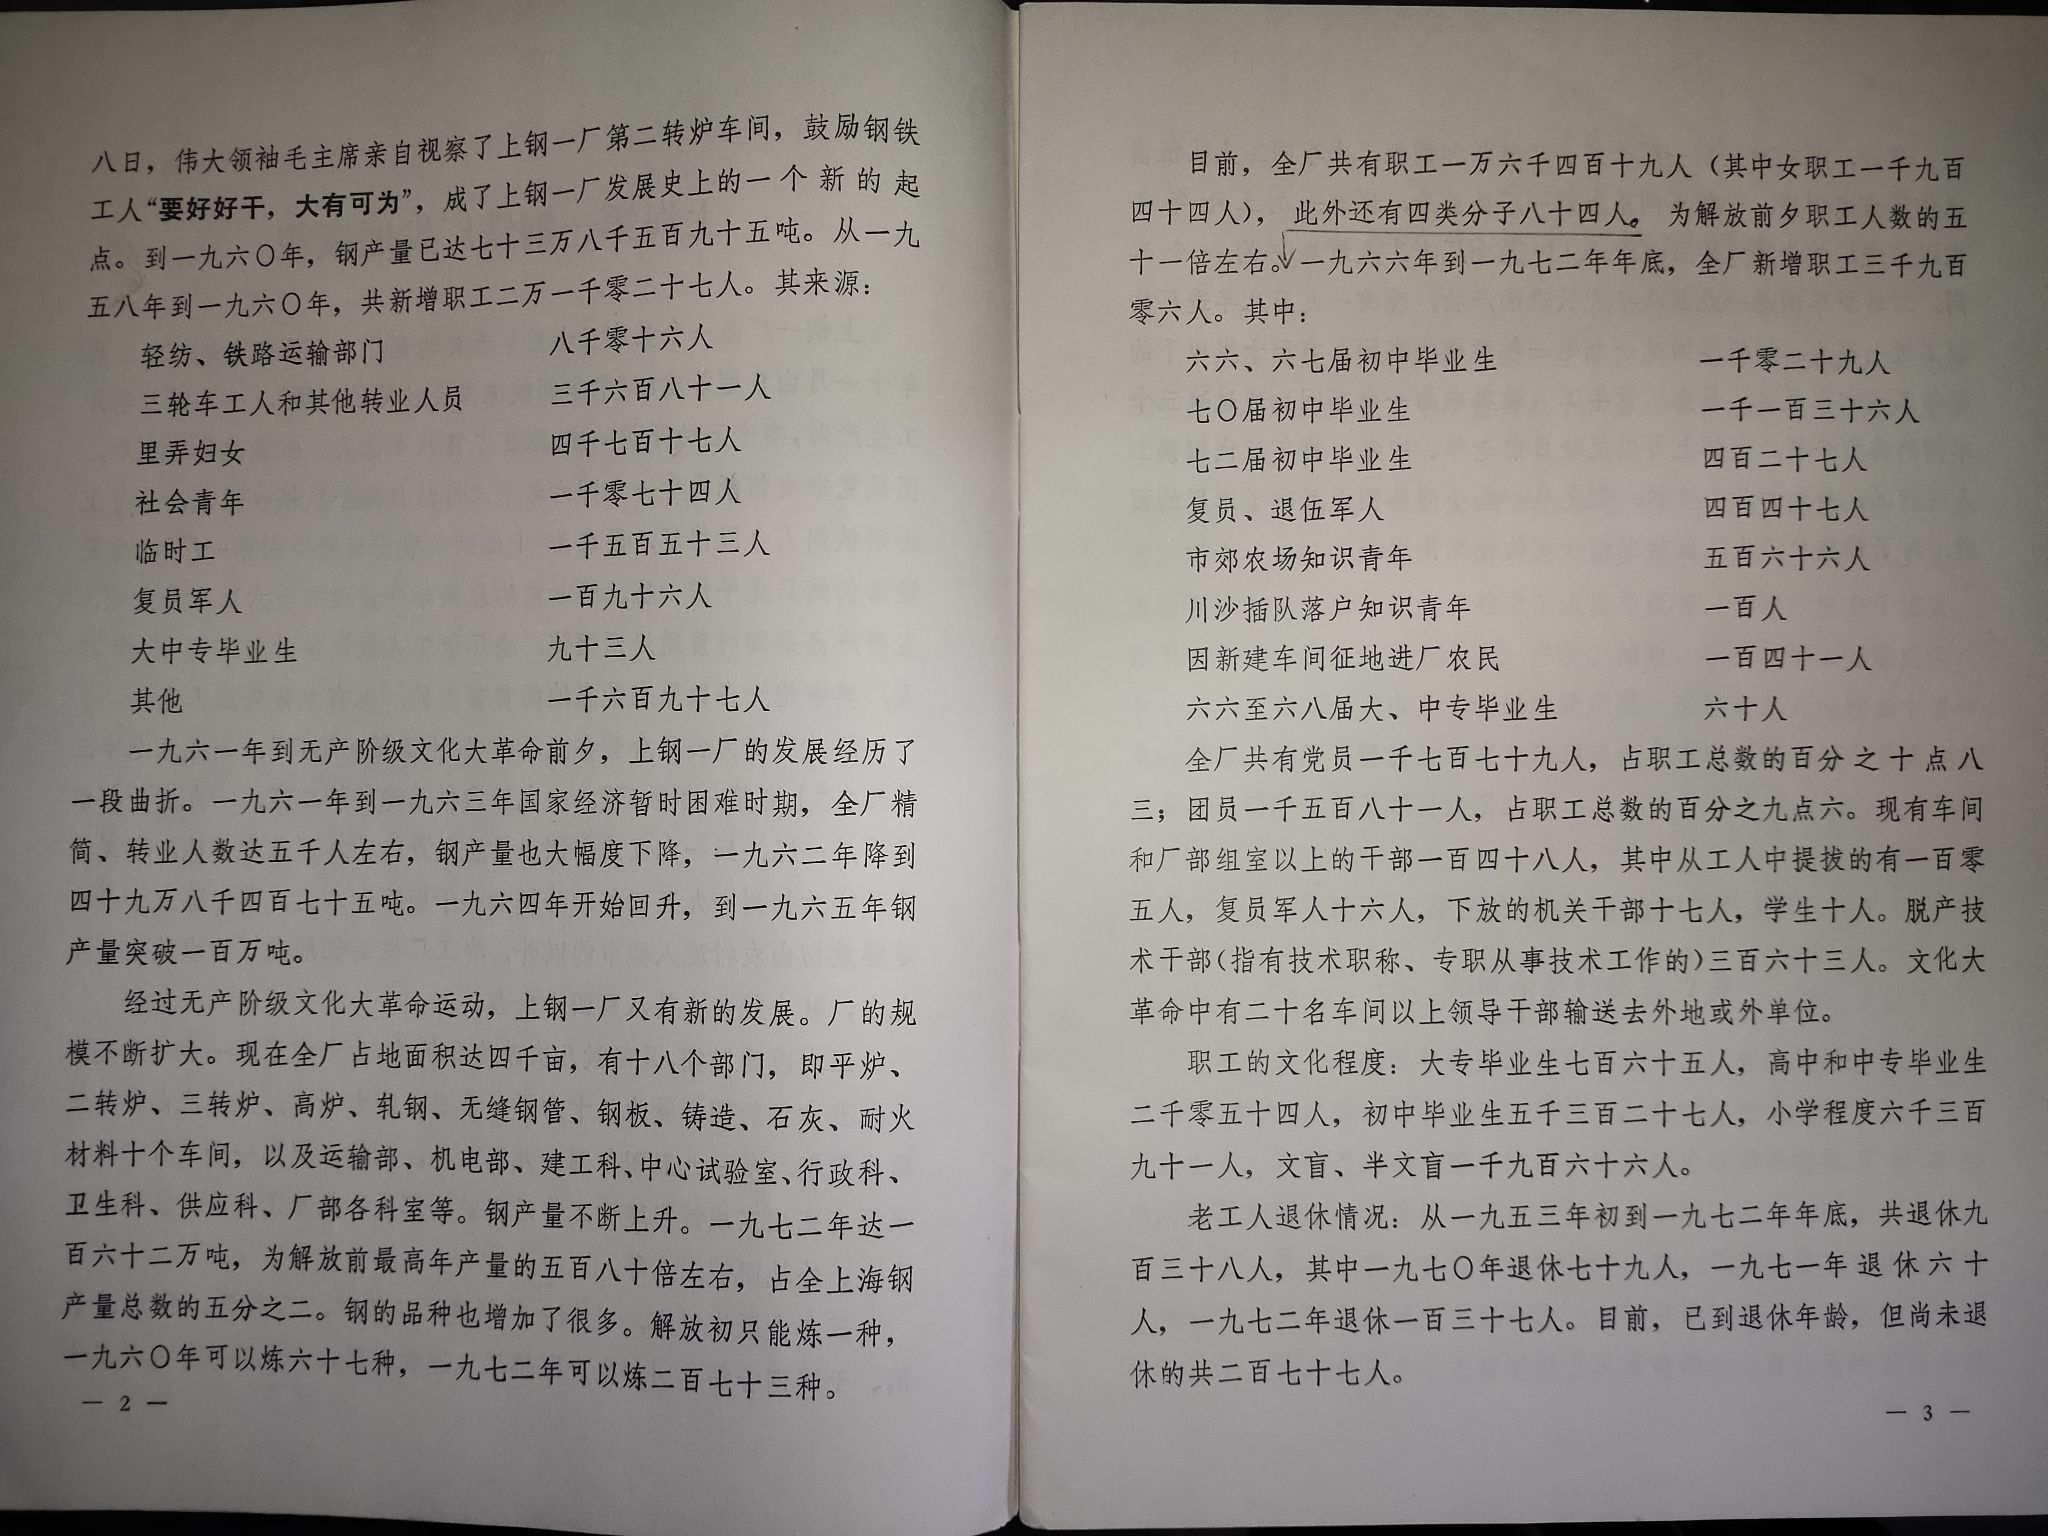 八日，伟大领袖毛主席亲自视察了上钢一厂第二转炉车间，鼓励钢铁
工人“要好好干，大有可为”，成了上钢一厂发展史上的一个新的起
点。到一九六〇年，钢产量已达七十三万八千五百九十五吨。从一九
五八年到一九六〇年，共新增职工二万一千零二十七人。其来源：
轻纺、铁路运输部门 八千零十六人
三轮车工人和其他转业人员 三千六百八十一人
里弄妇女 四千七百十七人
社会青年 一千零七十四人
临时工 一千五百五十三人
复员军人 一百九十六人
大中专毕业生 九十三人
其他 一千六百九十七人
一九六一年到无产阶级文化大革命前夕，上钢一厂的发展经历了
一段曲折。一九六一年到一九六三年国家经济暂时困难时期，全厂精
简、转业人数达五千人左右，钢产量也大幅度下降，一九六二年降到
四十九万八千四百七十五吨。一九六四年开始回升，到一九六五年钢
产量突破一百万吨。
经过无产阶级文化大革命运动，上钢一厂又有新的发展。厂的规
模不断扩大。现在全厂占地面积达四千亩，有十八个部门，即平炉、
二转炉、三转炉、高炉、轧钢、无缝钢管、钢板、铸造、石灰、耐火
材料十个车间，以及运输部、机电部、建工科、中心试验室、行政科、
卫生科、供应科、厂部各科室等。钢产量不断上升。一九七二年达一
百六十二万吨，为解放前最高年产量的五百八十倍左右，占全上海钢
产量总数的五分之二。钢的品种也增加了很多。解放初只能炼一种，
一九六〇年可以炼六十七种，一九七二年可以炼二百七十三种。
— 2 —
目前，全厂共有职工一万六千四百十九人（其中女职工一千九百
四十四人），此外还有四类分子八十四人。为解放前夕职工人数的五
十一倍左右。一九六六年到一九七二年年底，全厂新增职工三千九百
零六人。其中：
六六、六七届初中毕业生 一千零二十九人
七〇届初中毕业生 一千一百三十六人
七二届初中毕业生 四百二十七人
复员、退伍军人 四百四十七人
市郊农场知识青年 五百六十六人
川沙插队落户知识青年 一百人
因新建车间征地进厂农民 一百四十一人
六六至六八届大、中专毕业生 六十人
全厂共有党员一千七百七十九人，占职工总数的百分之十点八
三；团员一千五百八十一人，占职工总数的百分之九点六。现有车间
和厂部组室以上的干部一百四十八人，其中从工人中提拔的有一百零
五人，复员军人十六人，下放的机关干部十七人，学生十人。脱产技
术干部（指有技术职称、专职从事技术工作的）三百六十三人。文化大
革命中有二十名车间以上领导干部输送去外地或外单位。
职工的文化程度：大专毕业生七百六十五人，高中和中专毕业生
二千零五十四人，初中毕业生五千三百二十七人，小学程度六千三百
九十一人，文盲、半文盲一千九百六十六人。
老工人退休情况：从一九五三年初到一九七二年年底，共退休九
百三十八人，其中一九七〇年退休七十九人，一九七一年退休六十
人，一九七二年退休一百三十七人。目前，已到退休年龄，但尚未退
休的共二百七十七人。
— 3 —